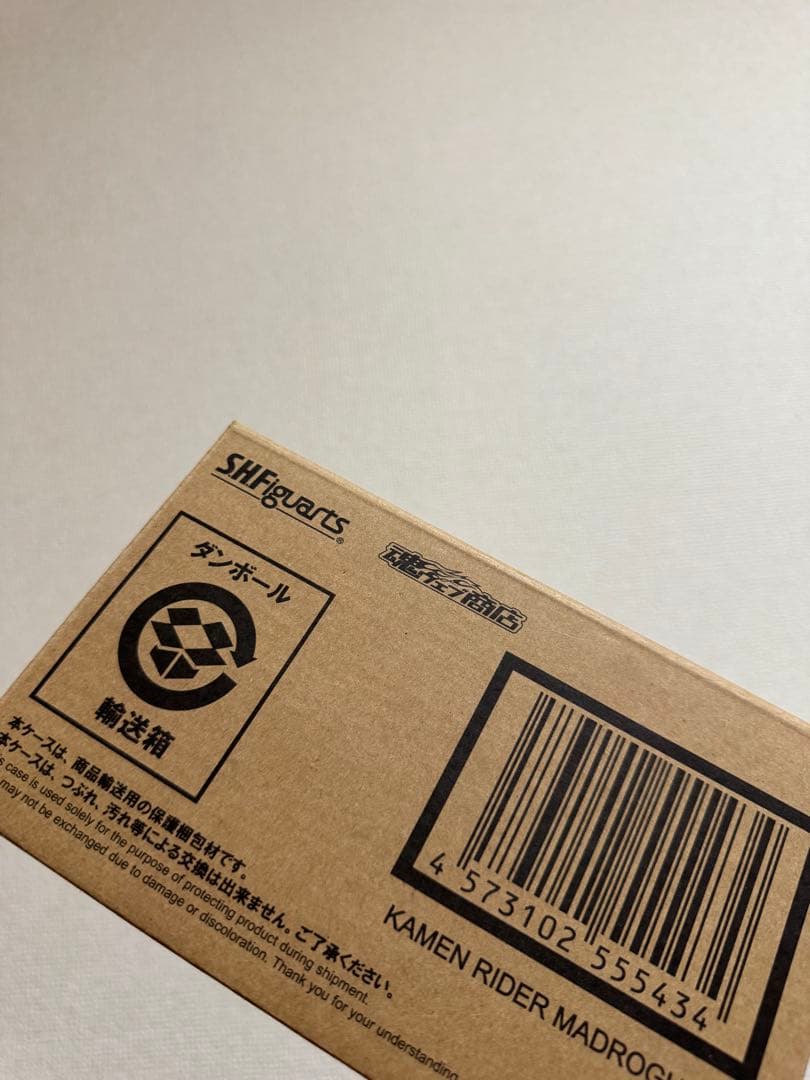 S.H.Figuarts®
魂ウェブ商店
ダンボール
輸送箱
本ケースは、商品輸送用の保護梱包材です。
本ケースは、つぶれ、汚れ等による交換は出来ません。ご了承ください。
case is used solely for the purpose of protecting product during shipment.
may not be exchanged due to damage or discoloration. Thank you for your understanding
4 573102 555434
KAMEN RIDER MADROGU